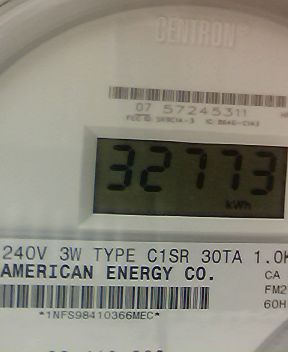 CENTRON
07 57245311
32773
kWh
240V 3W TYPE C1SR 30TA 1.0K
AMERICAN ENERGY CO.
CA
FM2
60H
*1NFS98410366MEC*